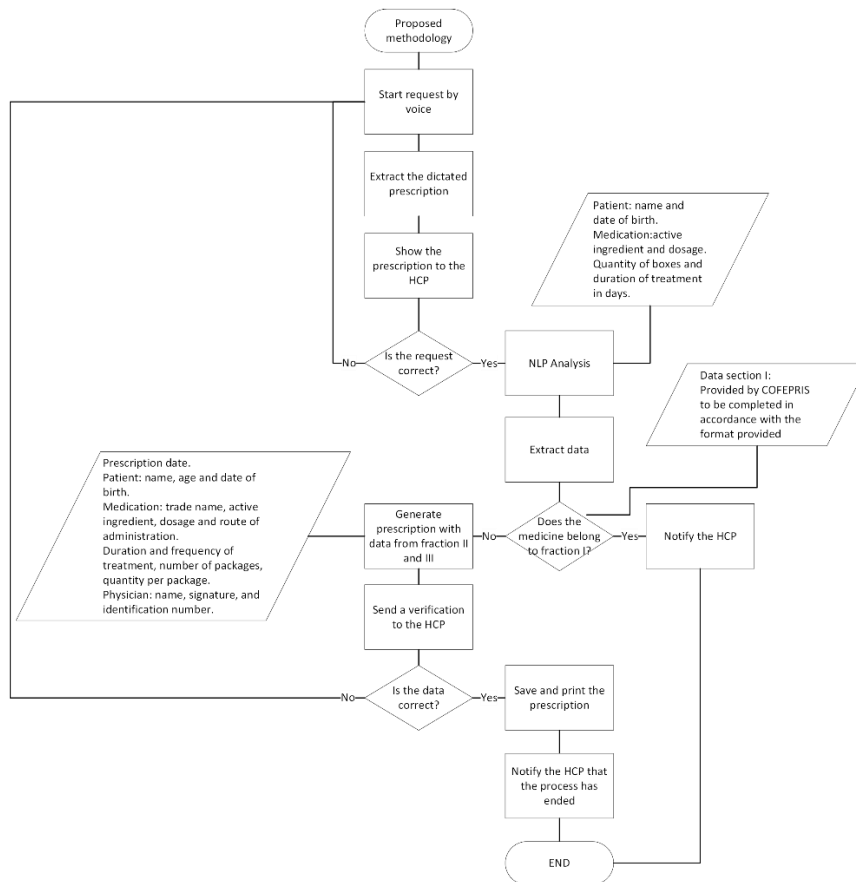 Proposed
methodology
Start request by
voice
Extract the dictated
prescription
Show the
prescription to the
HCP
Patient: name and
date of birth.
Medication:active
ingredient and dosage.
Quantity of boxes and
duration of treatment
in days.
No
Is the request
correct?
Yes
NLP Analysis
Data section I:
Provided by COFEPRIS
to be completed in
accordance with the
format provided
Extract data
Prescription date.
Patient: name, age and date of
birth.
Medication: trade name, active
ingredient, dosage and route of
administration.
Duration and frequency of
treatment, number of packages,
quantity per package.
Physician: name, signature, and
identification number.
Generate
prescription with
data from fraction II
and III
No
Does the
medicine belong
to fraction I?
Yes
Notify the HCP
Send a verification
to the HCP
No
Is the data
correct?
Yes
Save and print the
prescription
Notify the HCP that
the process has
ended
END